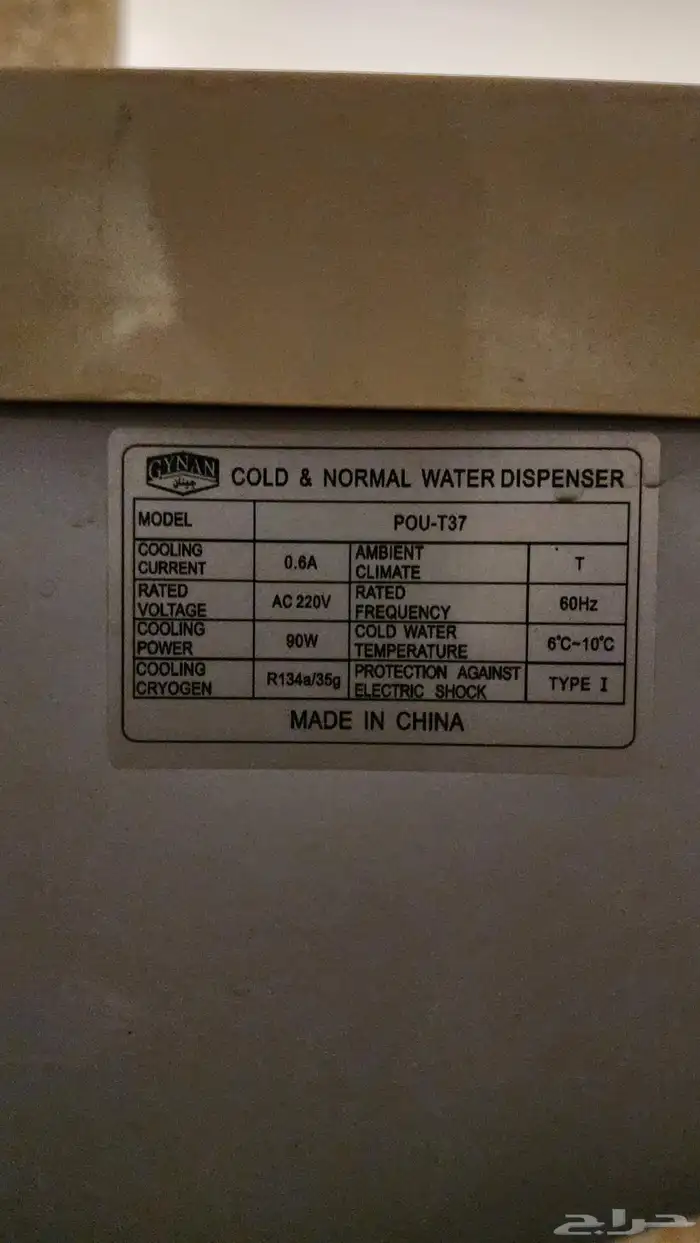 GYNAN
جينان
COLD & NORMAL WATER DISPENSER
MODEL POU-T37
COOLING CURRENT 0.6A AMBIENT CLIMATE T
RATED VOLTAGE AC 220V RATED FREQUENCY 60Hz
COOLING POWER 90W COLD WATER TEMPERATURE 6℃~10℃
COOLING CRYOGEN R134a/35g PROTECTION AGAINST ELECTRIC SHOCK TYPE I
MADE IN CHINA
حراج